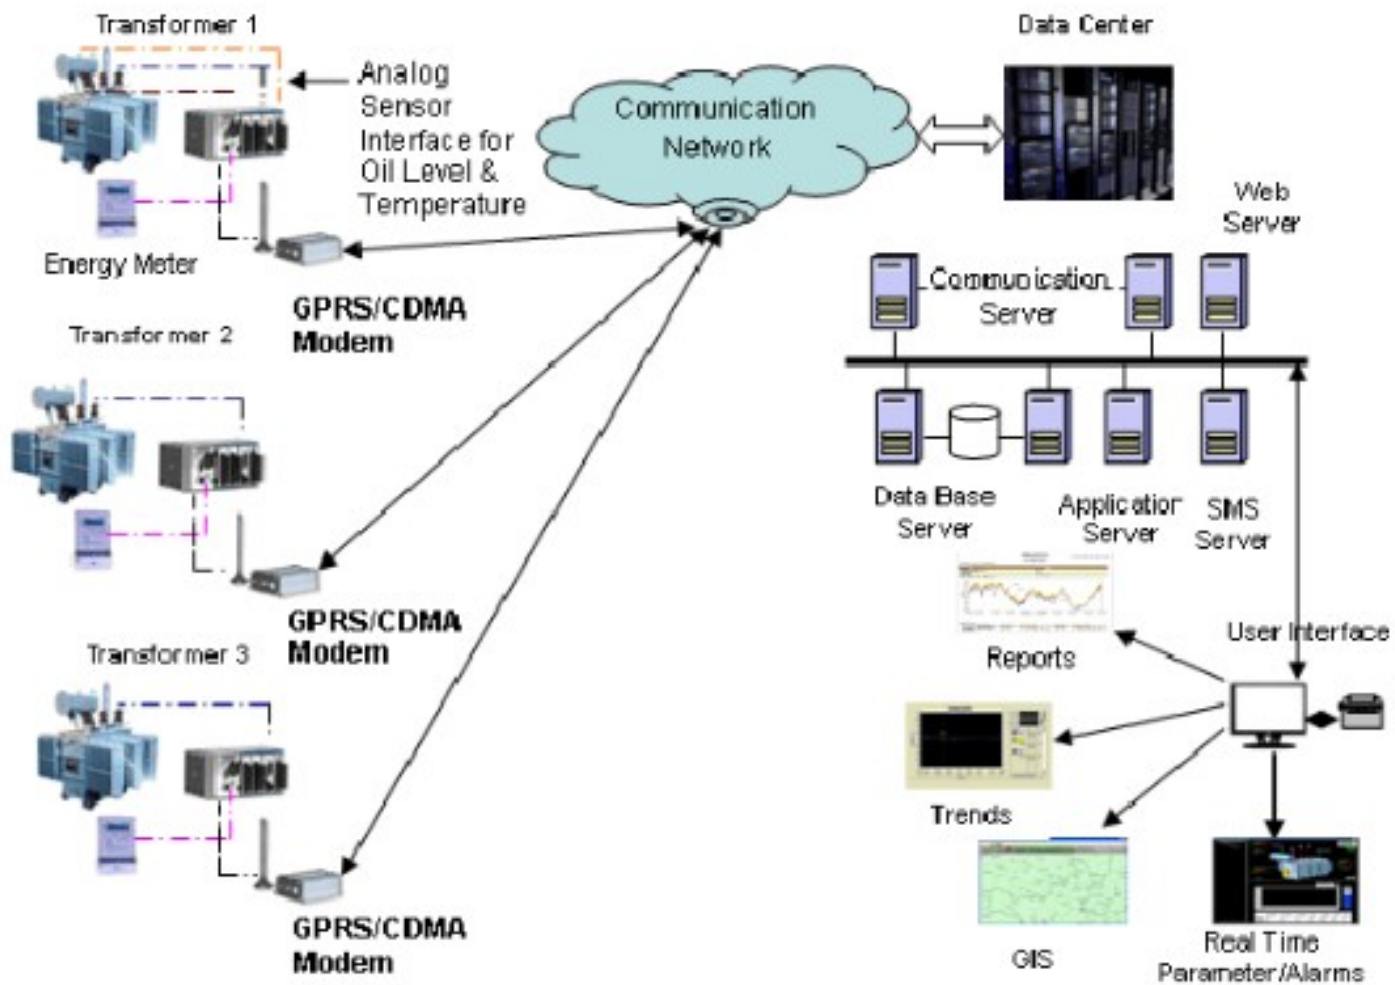 Transformer 1
Analog
Sensor
Interface for
Oil Level &
Temperature
Energy Meter
GPRS/CDMA
Modem
Transformer 2
GPRS/CDMA
Modem
Transformer 3
GPRS/CDMA
Modem
Communication
Network
Data Center
Web
Server
Communication
Server
Data Base
Server
Application
Server
SMS
Server
User Interface
Reports
Trends
GIS
Real Time
Parameter/Alarms